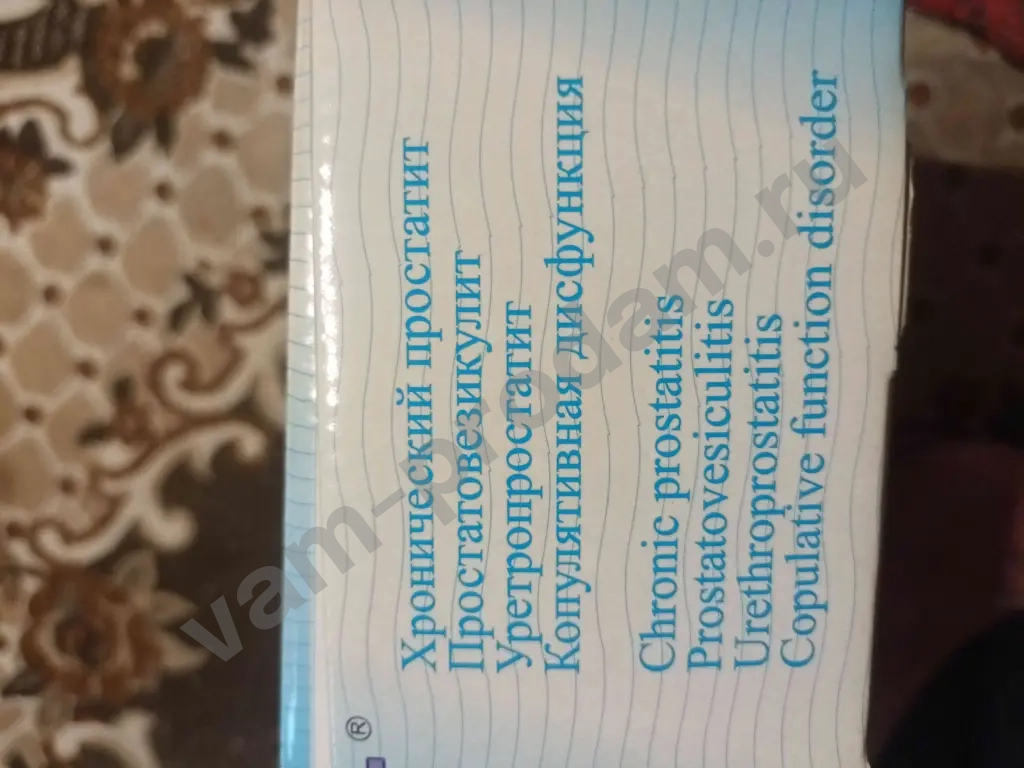 Хронический простатит
Простатовезикулит
Уретропростатит
Копулятивная дисфункция
Chronic prostatitis
Prostatovesiculitis
Urethroprostatitis
Copulative function disorder
®
vam-prodam.ru